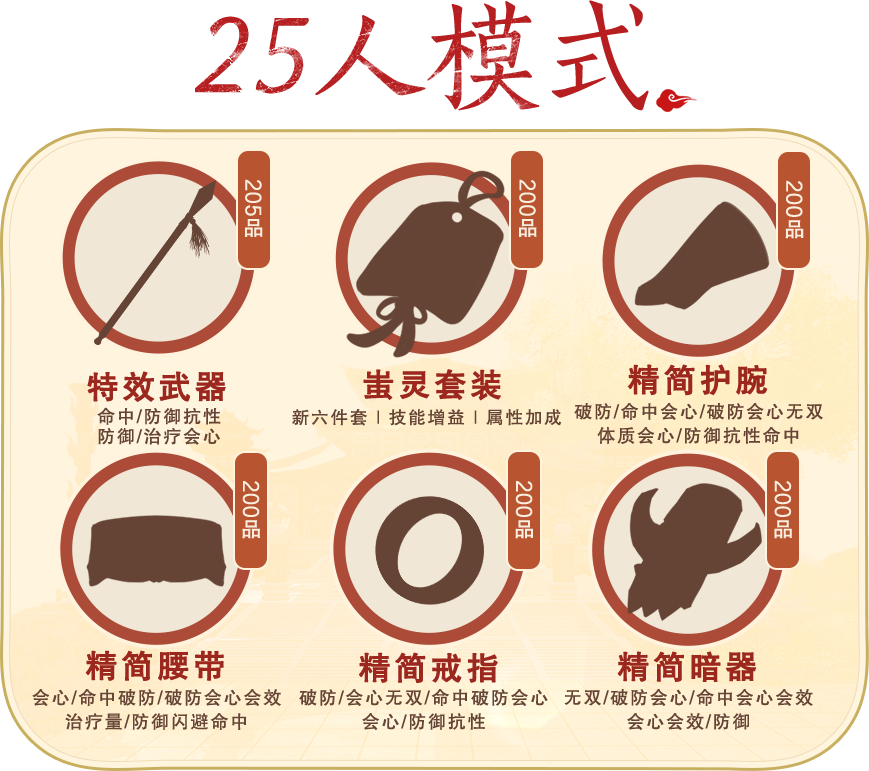 25人模式
205品
200品
200品
特效武器
命中/防御抗性
防御/治疗会心
蚩灵套装
新六件套 | 技能增益 | 属性加成
精简护腕
破防/命中会心/破防会心无双
体质会心/防御抗性命中
200品
200品
200品
精简腰带
会心/命中破防/破防会心会效
治疗量/防御闪避命中
精简戒指
破防/会心无双/命中破防会心
会心/防御抗性
精简暗器
无双/破防会心/命中会心会效
会心会效/防御